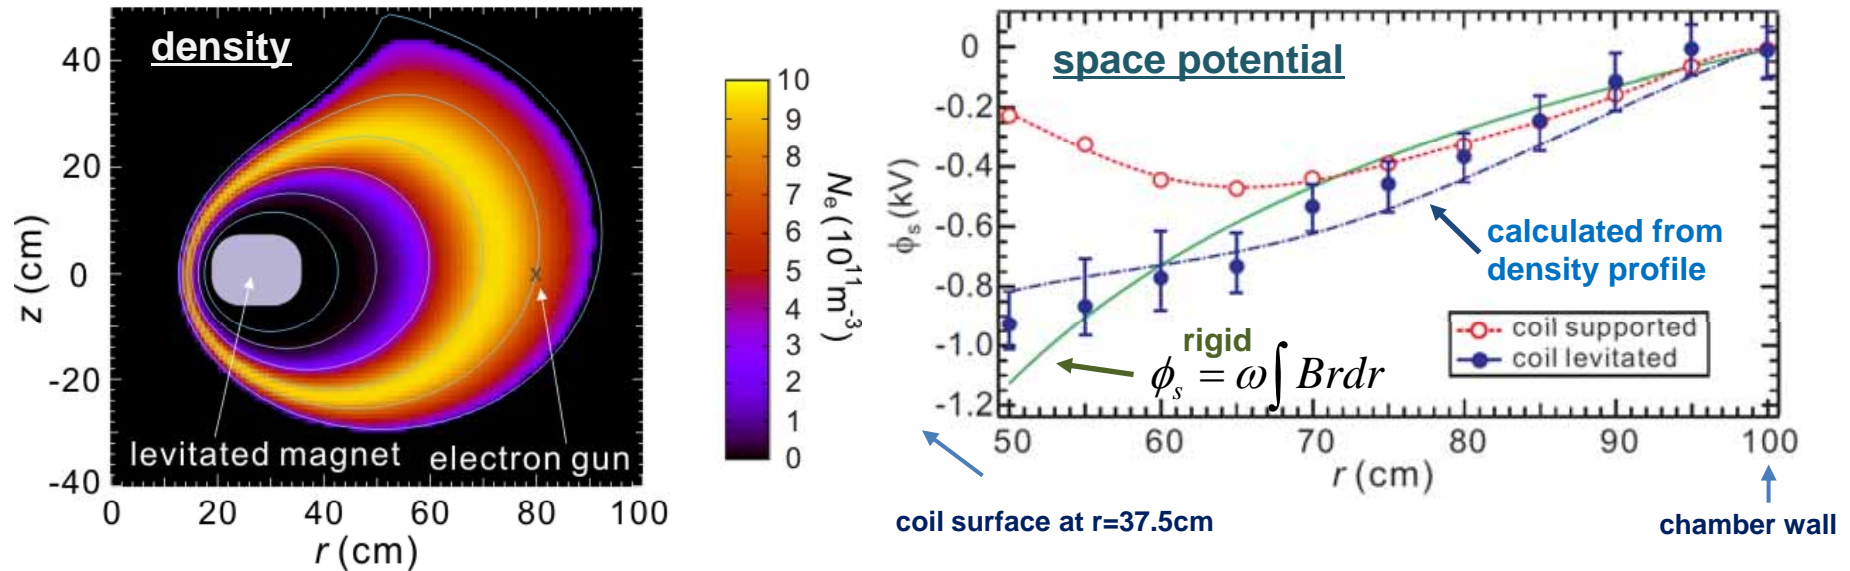 density
40
20
0
-20
-40
z (cm)
0
20
40
60
80
100
r (cm)
levitated magnet
electron gun
10
9
8
7
6
5
4
3
2
1
0
Ne (10^11 m^-3)
space potential
0
-0.2
-0.4
-0.6
-0.8
-1.0
-1.2
ϕs (kV)
calculated from
density profile
coil supported
coil levitated
rigid
ϕs = ω∫ Brdr
50
60
70
80
90
100
r (cm)
coil surface at r=37.5cm
chamber wall